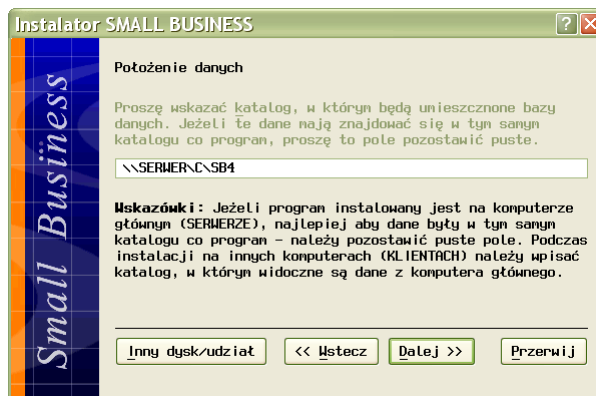 Instalator SMALL BUSINESS
Small Business
Położenie danych
Proszę wskazać katalog, w którym będą umieszcznone bazy
danych. Jeżeli te dane mają znajdować się w tym samym
katalogu co program, proszę to pole pozostawić puste.
\\SERWER\C\SB4
Wskazówki: Jeżeli program instalowany jest na komputerze
głównym (SERWERZE), najlepiej aby dane były w tym samym
katalogu co program - należy pozostawić puste pole. Podczas
instalacji na innych komputerach (KLIENTACH) należy wpisać
katalog, w którym widoczne są dane z komputera głównego.
Inny dysk/udział << Wstecz Dalej >> Przerwij